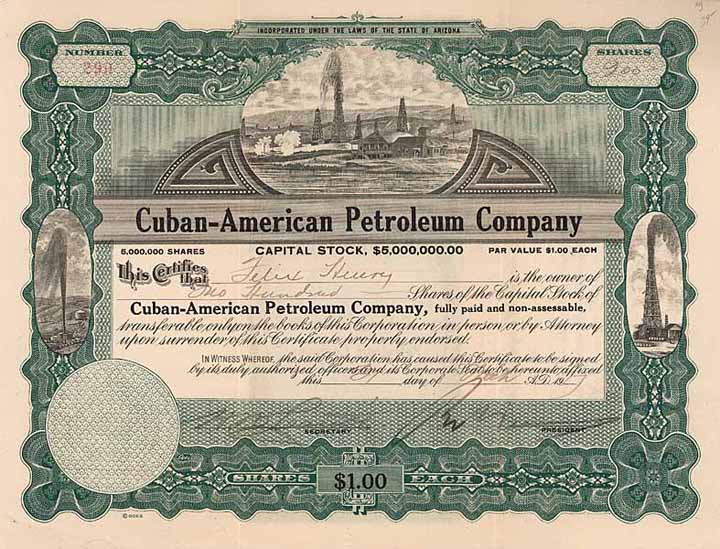 INCORPORATED UNDER THE LAWS OF THE STATE OF ARIZONA
NUMBER
SHARES
290
200
Cuban-American Petroleum Company
5,000,000 SHARES CAPITAL STOCK, $5,000,000.00 PAR VALUE $1.00 EACH
This Certifies that Felix Henry is the owner of
Two Hundred Shares of the Capital Stock of
Cuban-American Petroleum Company, fully paid and non-assessable,
transferable only on the books of this Corporation in person or by Attorney
upon surrender of this Certificate properly endorsed.
IN WITNESS WHEREOF, the said Corporation has caused this Certificate to be signed
by its duly authorized officers and its Corporate Seal to be hereunto affixed
this day of A.D. 19
SECRETARY
PRESIDENT
SHARES $1.00 EACH
© GOES